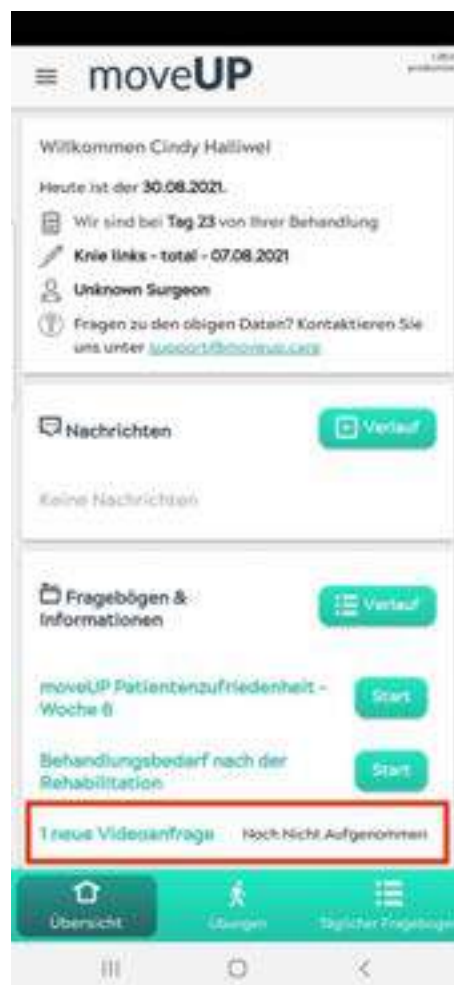 moveUP
Willkommen Cindy Halliwel
Heute ist der 30.08.2021.
Wir sind bei Tag 23 von Ihrer Behandlung
Knie links - total - 07.08.2021
Unknown Surgeon
Fragen zu den obigen Daten? Kontaktieren Sie
uns unter support@moveup.care
Nachrichten
Verlauf
Keine Nachrichten
Fragebögen &
Informationen
Verlauf
moveUP Patientenzufriedenheit -
Woche 6
Start
Behandlungsbedarf nach der
Rehabilitation
Start
1 neue Videoanfrage Noch Nicht Aufgenommen
Übersicht
Übungen
Täglicher Fragebogen